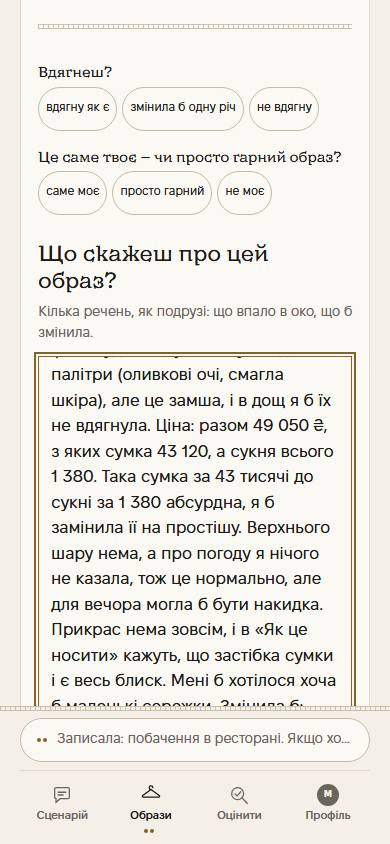 Вдягнеш?
вдягну як є
змінила б одну річ
не вдягну
Це саме твоє – чи просто гарний образ?
саме моє
просто гарний
не моє
Що скажеш про цей
образ?
Кілька речень, як подрузі: що впало в око, що б
змінила.
палітри (оливкові очі, смагла
шкіра), але це замша, і в дощ я б їх
не вдягнула. Ціна: разом 49 050 ₴,
з яких сумка 43 120, а сукня всього
1 380. Така сумка за 43 тисячі до
сукні за 1 380 абсурдна, я б
замінила її на простішу. Верхнього
шару нема, а про погоду я нічого
не казала, тож це нормально, але
для вечора могла б бути накидка.
Прикрас нема зовсім, і в «Як це
носити» кажуть, що застібка сумки
і є весь блиск. Мені б хотілося хоча
б маленькі сережки. Змінила б:
Записала: побачення в ресторані. Якщо хо...
Сценарій
Образи
Оцінити
М
Профіль